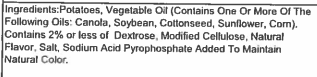 Ingredients:Potatoes, Vegetable Oil (Contains One Or More Of The
Following Oils: Canola, Soybean, Cottonseed, Sunflower, Corn).
Contains 2% or less of  Dextrose, Modified Cellulose, Natural
Flavor, Salt, Sodium Acid Pyrophosphate Added To Maintain
Natural Color.